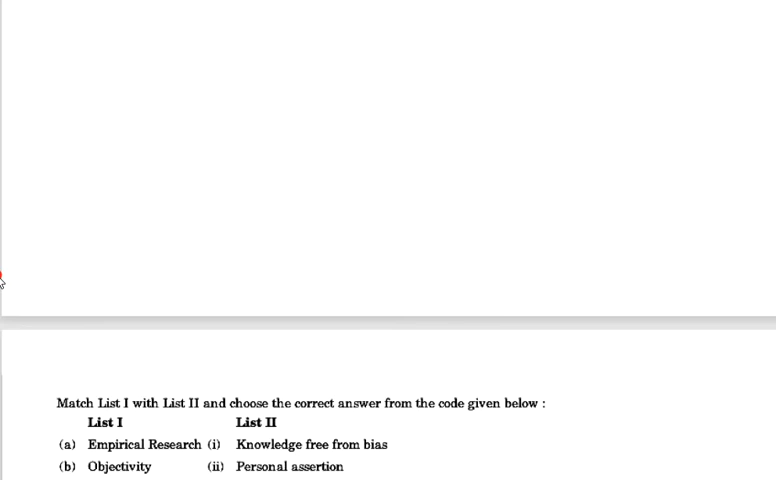 Match List I with List II and choose the correct answer from the code given below :
List I List II
(a) Empirical Research (i) Knowledge free from bias
(b) Objectivity (ii) Personal assertion